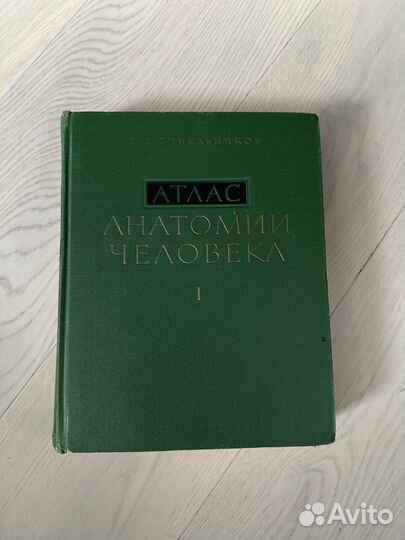 Р. Д. СИНЕЛЬНИКОВ
АТЛАС
АНАТОМИИ
ЧЕЛОВЕКА
I
Avito